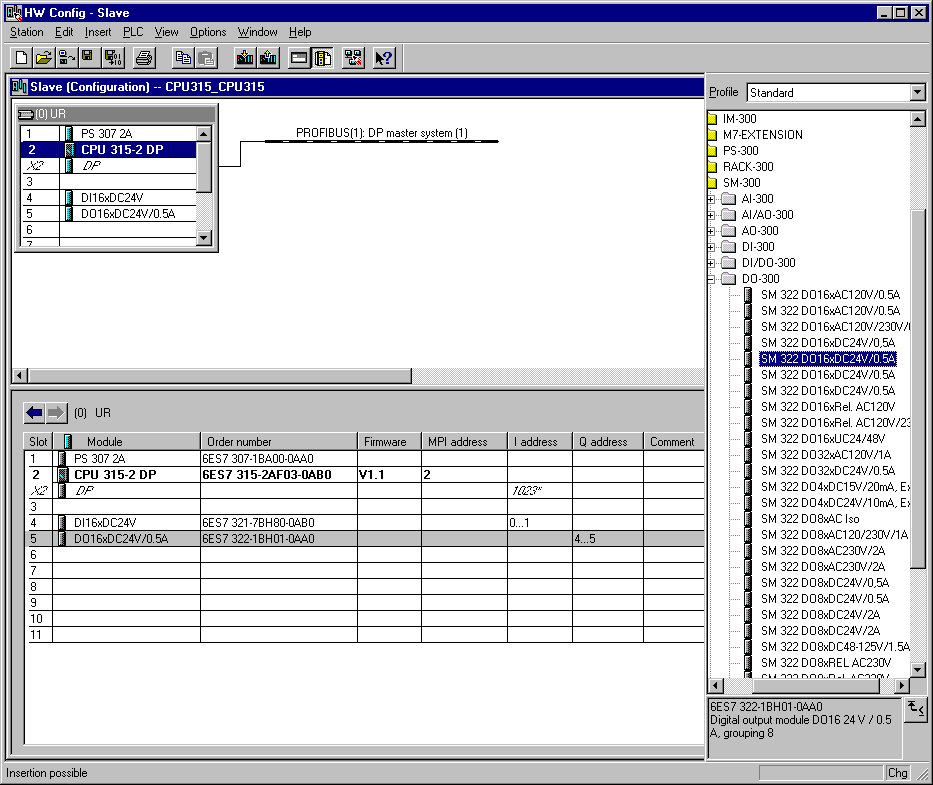 HW Config - Slave
Station Edit Insert PLC View Options Window Help
Slave (Configuration) -- CPU315_CPU315
(0) UR
1 PS 307 2A
2 CPU 315-2 DP
X2 DP
3
4 DI16xDC24V
5 DO16xDC24V/0.5A
6
7
PROFIBUS(1): DP master system (1)
(0) UR
Slot Module Order number Firmware MPI address I address Q address Comment
1 PS 307 2A 6ES7 307-1BA00-0AA0
2 CPU 315-2 DP 6ES7 315-2AF03-0AB0 V1.1 2
X2 DP 1023*
3
4 DI16xDC24V 6ES7 321-7BH80-0AB0 0...1
5 DO16xDC24V/0.5A 6ES7 322-1BH01-0AA0 4...5
6
7
8
9
10
11
Profile Standard
IM-300
M7-EXTENSION
PS-300
RACK-300
SM-300
AI-300
AI/AO-300
AO-300
DI-300
DI/DO-300
DO-300
SM 322 DO16xAC120V/0.5A
SM 322 DO16xAC120V/0.5A
SM 322 DO16xAC120V/230V/
SM 322 DO16xDC24V/0,5A
SM 322 DO16xDC24V/0.5A
SM 322 DO16xDC24V/0.5A
SM 322 DO16xDC24V/0.5A
SM 322 DO16xRel. AC120V
SM 322 DO16xRel. AC120V/23
SM 322 DO16xUC24/48V
SM 322 DO32xAC120V/1A
SM 322 DO32xDC24V/0.5A
SM 322 DO4xDC15V/20mA, Ex
SM 322 DO4xDC24V/10mA, Ex
SM 322 DO8xAC Iso
SM 322 DO8xAC120/230V/1A
SM 322 DO8xAC230V/2A
SM 322 DO8xAC230V/2A
SM 322 DO8xDC24V/0,5A
SM 322 DO8xDC24V/0.5A
SM 322 DO8xDC24V/2A
SM 322 DO8xDC24V/2A
SM 322 DO8xDC48-125V/1.5A
SM 322 DO8xREL AC230V
SM 322 DO8xRel. AC230V
6ES7 322-1BH01-0AA0
Digital output module DO16 24 V / 0.5
A, grouping 8
Insertion possible Chg